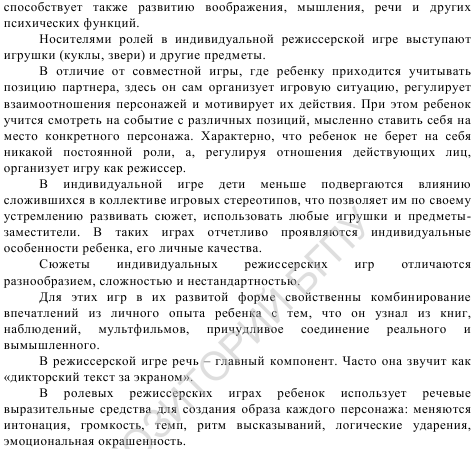 способствует также развитию воображения, мышления, речи и других
психических функций.
Носителями ролей в индивидуальной режиссерской игре выступают
игрушки (куклы, звери) и другие предметы.
В отличие от совместной игры, где ребенку приходится учитывать
позицию партнера, здесь он сам организует игровую ситуацию, регулирует
взаимоотношения персонажей и мотивирует их действия. При этом ребенок
учится смотреть на событие с различных позиций, мысленно ставить себя на
место конкретного персонажа. Характерно, что ребенок не берет на себя
никакой постоянной роли, а, регулируя отношения действующих лиц,
организует игру как режиссер.
В индивидуальной игре дети меньше подвергаются влиянию
сложившихся в коллективе игровых стереотипов, что позволяет им по своему
устремлению развивать сюжет, использовать любые игрушки и предметы-
заместители. В таких играх отчетливо проявляются индивидуальные
особенности ребенка, его личные качества.
Сюжеты индивидуальных режиссерских игр отличаются
разнообразием, сложностью и нестандартностью.
Для этих игр в их развитой форме свойственны комбинирование
впечатлений из личного опыта ребенка с тем, что он узнал из книг,
наблюдений, мультфильмов, причудливое соединение реального и
вымышленного.
В режиссерской игре речь – главный компонент. Часто она звучит как
«дикторский текст за экраном».
В ролевых режиссерских играх ребенок использует речевые
выразительные средства для создания образа каждого персонажа: меняются
интонация, громкость, темп, ритм высказываний, логические ударения,
эмоциональная окрашенность.
ОЗИТОРИЙ БГПУ